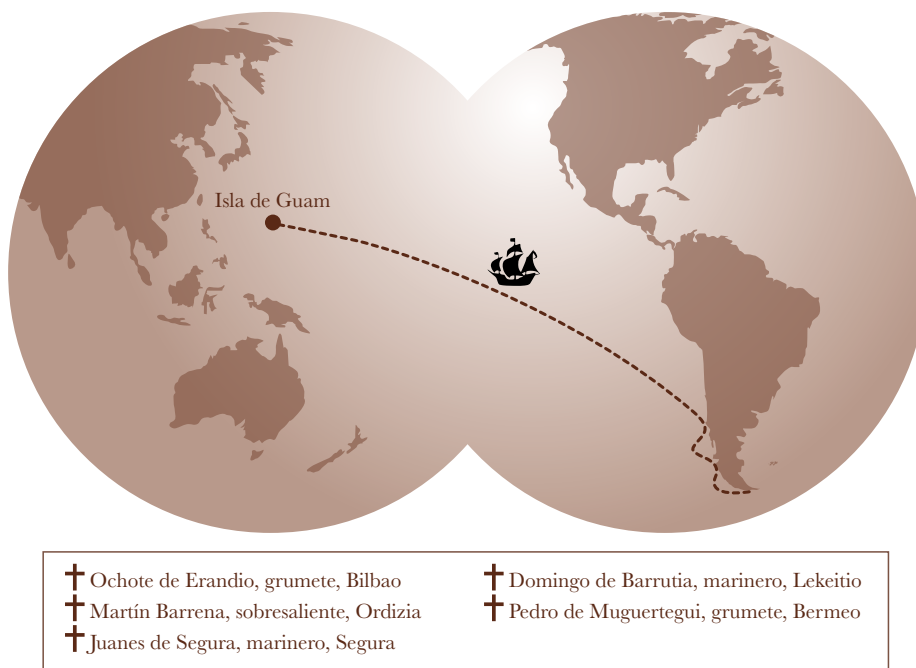 Isla de Guam
Ochote de Erandio, grumete, Bilbao
Martín Barrena, sobresaliente, Ordizia
Juanes de Segura, marinero, Segura
Domingo de Barrutia, marinero, Lekeitio
Pedro de Muguertegui, grumete, Bermeo